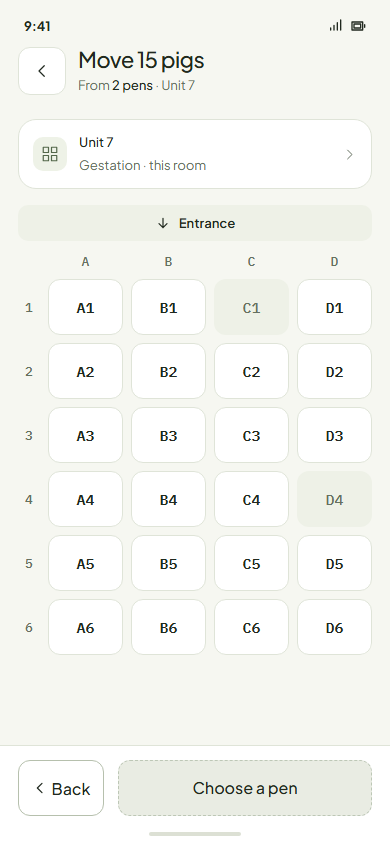 9:41
Move 15 pigs
From 2 pens · Unit 7
Unit 7
Gestation · this room
Entrance
A B C D
1 A1 B1 C1 D1
2 A2 B2 C2 D2
3 A3 B3 C3 D3
4 A4 B4 C4 D4
5 A5 B5 C5 D5
6 A6 B6 C6 D6
Back Choose a pen